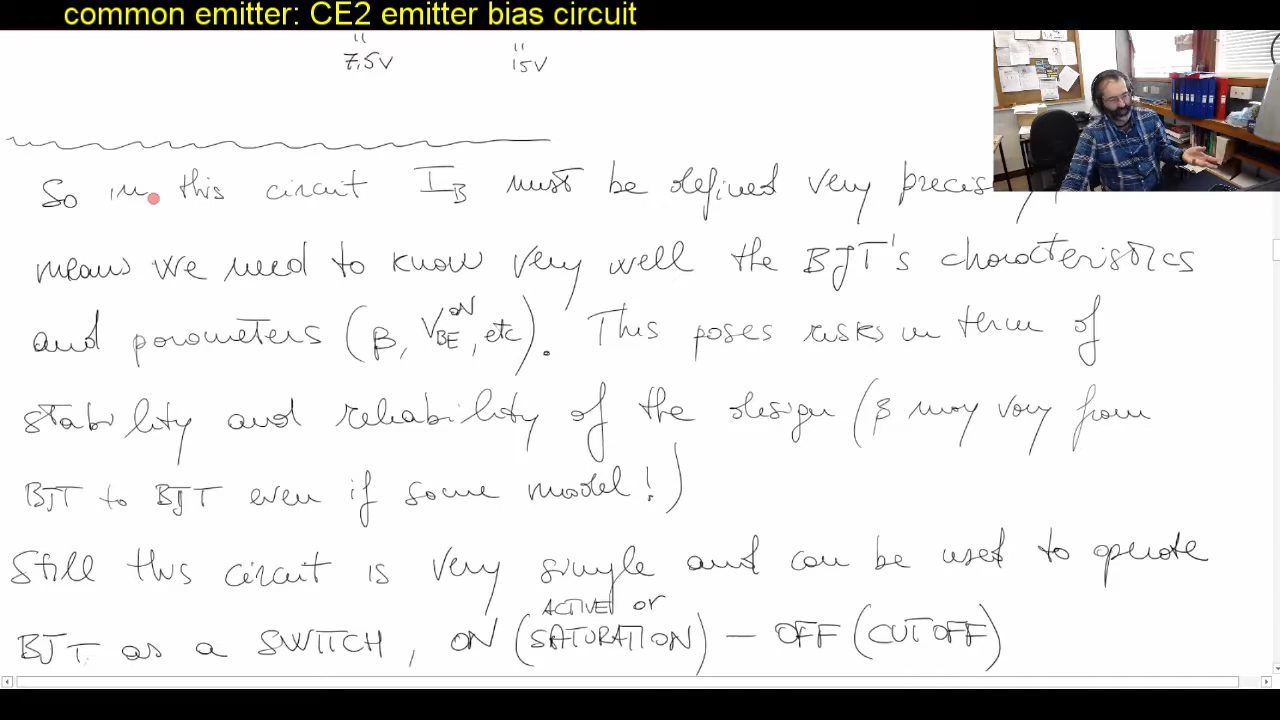 common emitter: CE2 emitter bias circuit
"
7.5V
"
15V
So in this circuit I_B must be defined very precis
means we need to know very well the BJT's characteristics
and parameters (β, V_BE^ON, etc). This poses risks in term of
stability and reliability of the design (β may vary from
BJT to BJT even if same model!)
Still this circuit is very simple and can be used to operate
ACTIVE or
BJT as a SWITCH, ON (SATURATION) – OFF (CUTOFF)